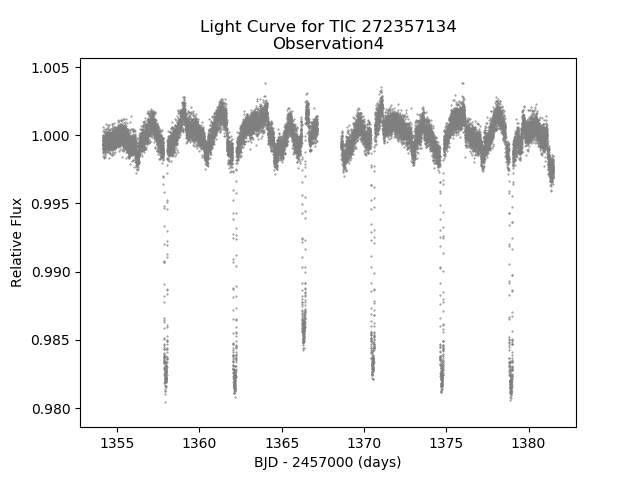 Light Curve for TIC 272357134
Observation4
1.005
1.000
0.995
0.990
0.985
0.980
Relative Flux
1355 1360 1365 1370 1375 1380
BJD - 2457000 (days)